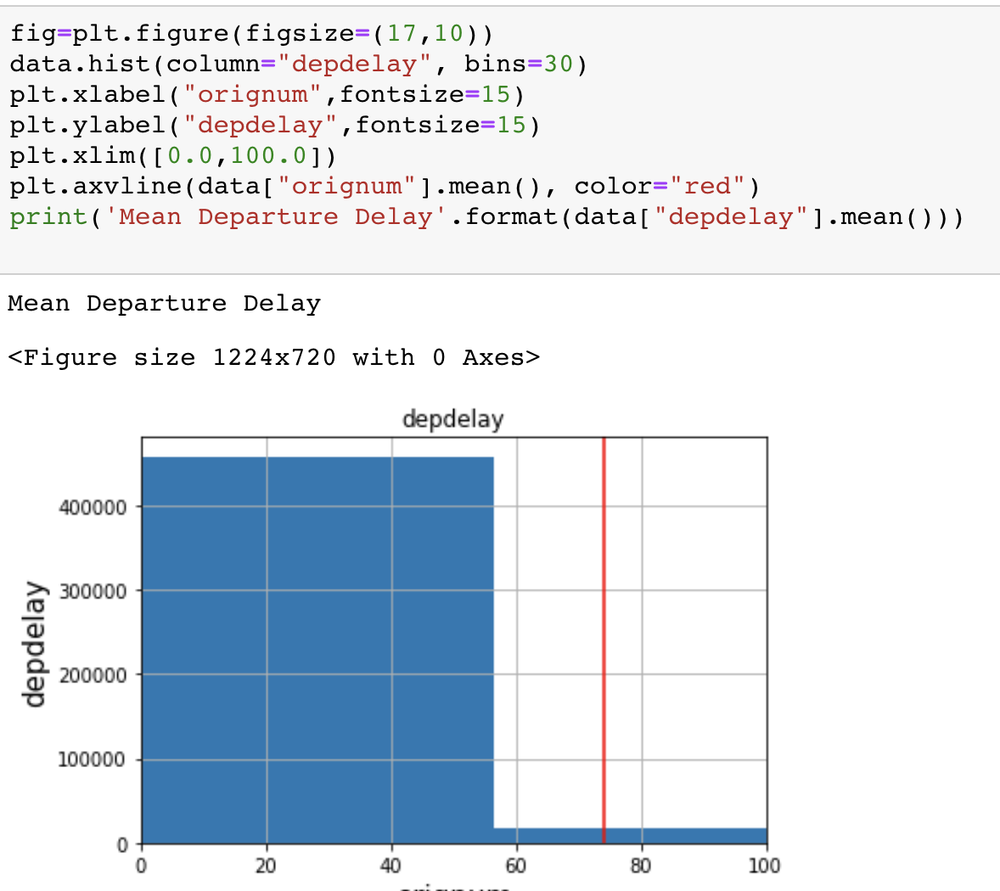 fig=plt.figure(figsize=(17,10))
data.hist(column="depdelay", bins=30)
plt.xlabel("orignum",fontsize=15)
plt.ylabel("depdelay",fontsize=15)
plt.xlim([0.0,100.0])
plt.axvline(data["orignum"].mean(), color="red")
print('Mean Departure Delay'.format(data["depdelay"].mean()))
Mean Departure Delay
<Figure size 1224x720 with 0 Axes>
depdelay
400000
300000
200000
100000
0
depdelay
0 20 40 60 80 100